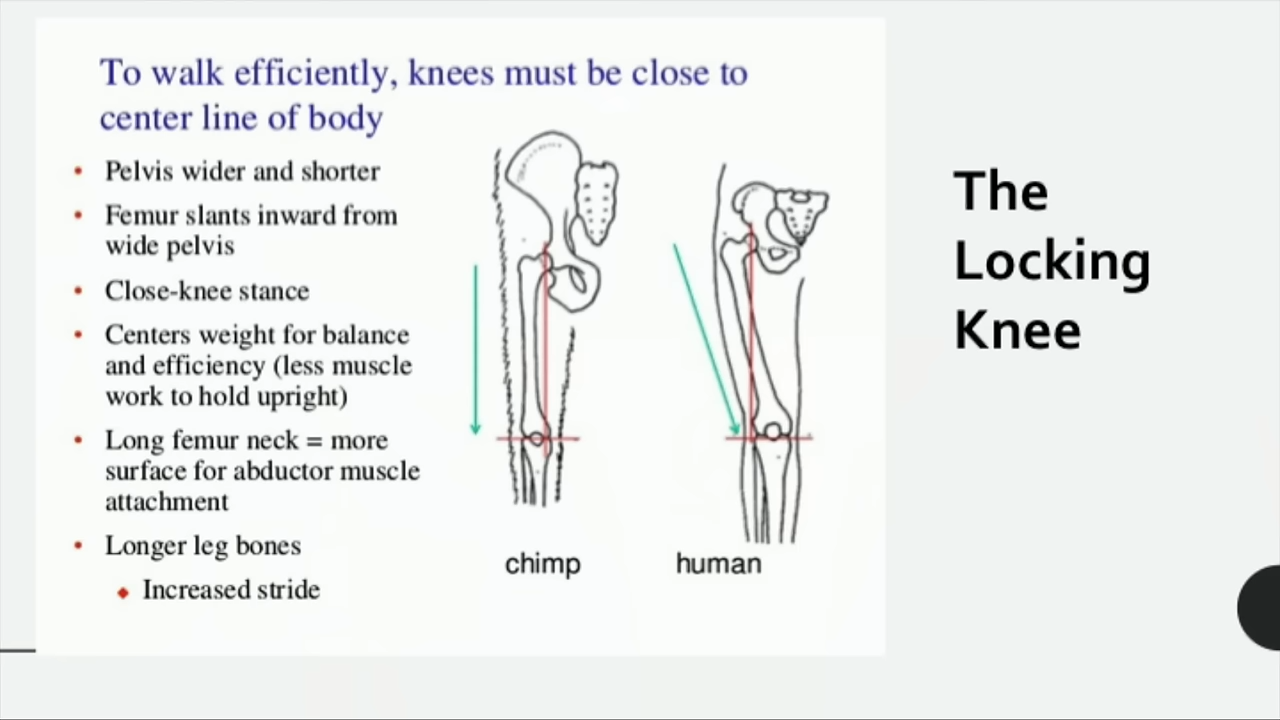 To walk efficiently, knees must be close to
center line of body
• Pelvis wider and shorter
• Femur slants inward from
wide pelvis
• Close-knee stance
• Centers weight for balance
and efficiency (less muscle
work to hold upright)
• Long femur neck = more
surface for abductor muscle
attachment
• Longer leg bones
◆ Increased stride
chimp
human
The
Locking
Knee